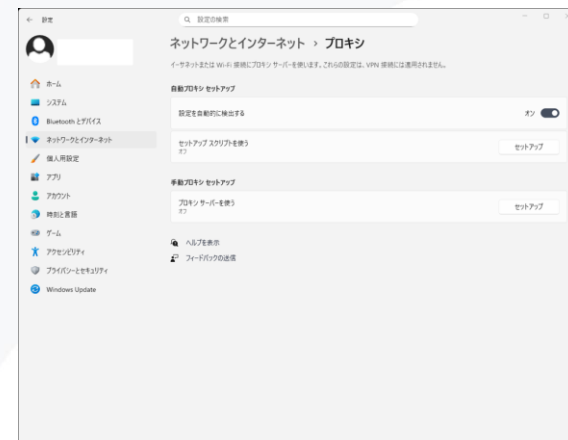 設定
設定の検索
ネットワークとインターネット › プロキシ
イーサネットまたは Wi-Fi 接続にプロキシ サーバーを使います。これらの設定は、VPN 接続には適用されません。
ホーム
システム
Bluetooth とデバイス
ネットワークとインターネット
個人用設定
アプリ
アカウント
時刻と言語
ゲーム
アクセシビリティ
プライバシーとセキュリティ
Windows Update
自動プロキシ セットアップ
設定を自動的に検出する
オン
セットアップ スクリプトを使う
オフ
セットアップ
手動プロキシ セットアップ
プロキシ サーバーを使う
オフ
セットアップ
ヘルプを表示
フィードバックの送信